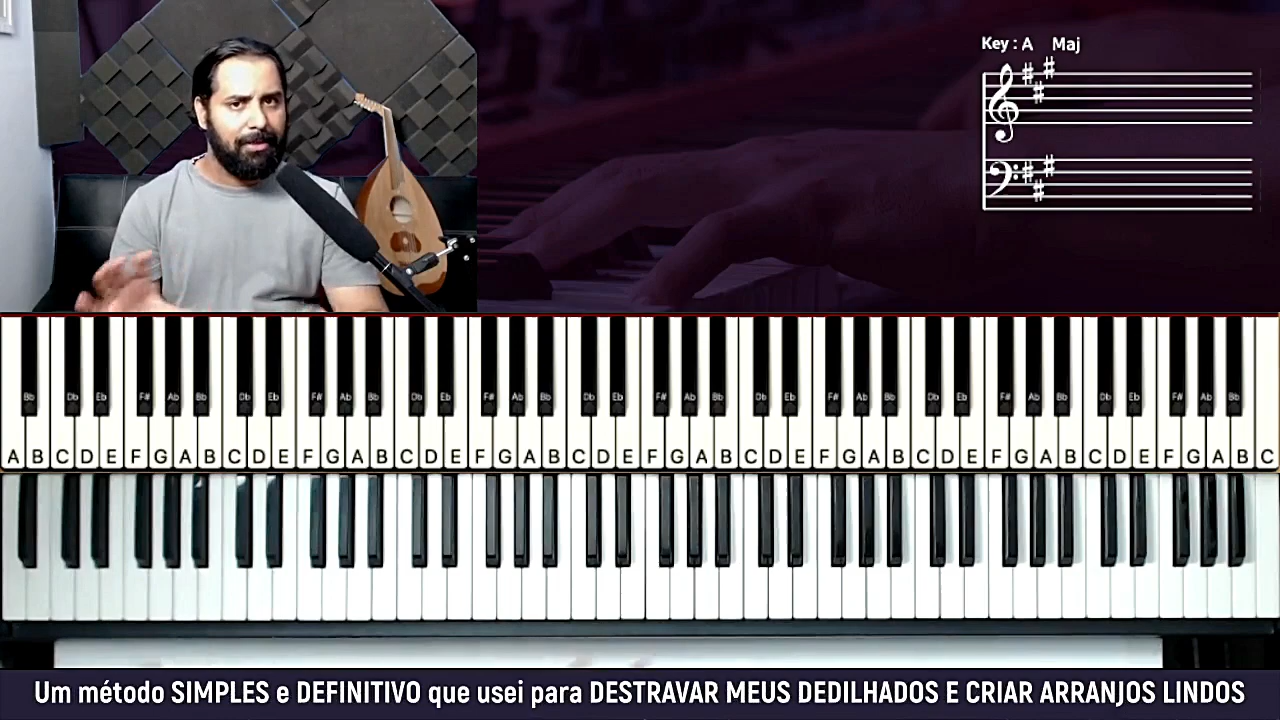 Key : A Maj
Bb Db Eb F# Ab Bb Db Eb F# Ab Bb Db Eb F# Ab Bb Db Eb F# Ab Bb Db Eb F# Ab Bb Db Eb F# Ab Bb Db Eb F# Ab Bb
A B C D E F G A B C D E F G A B C D E F G A B C D E F G A B C D E F G A B C D E F G A B C D E F G A B C
Um método SIMPLES e DEFINITIVO que usei para DESTRAVAR MEUS DEDILHADOS E CRIAR ARRANJOS LINDOS